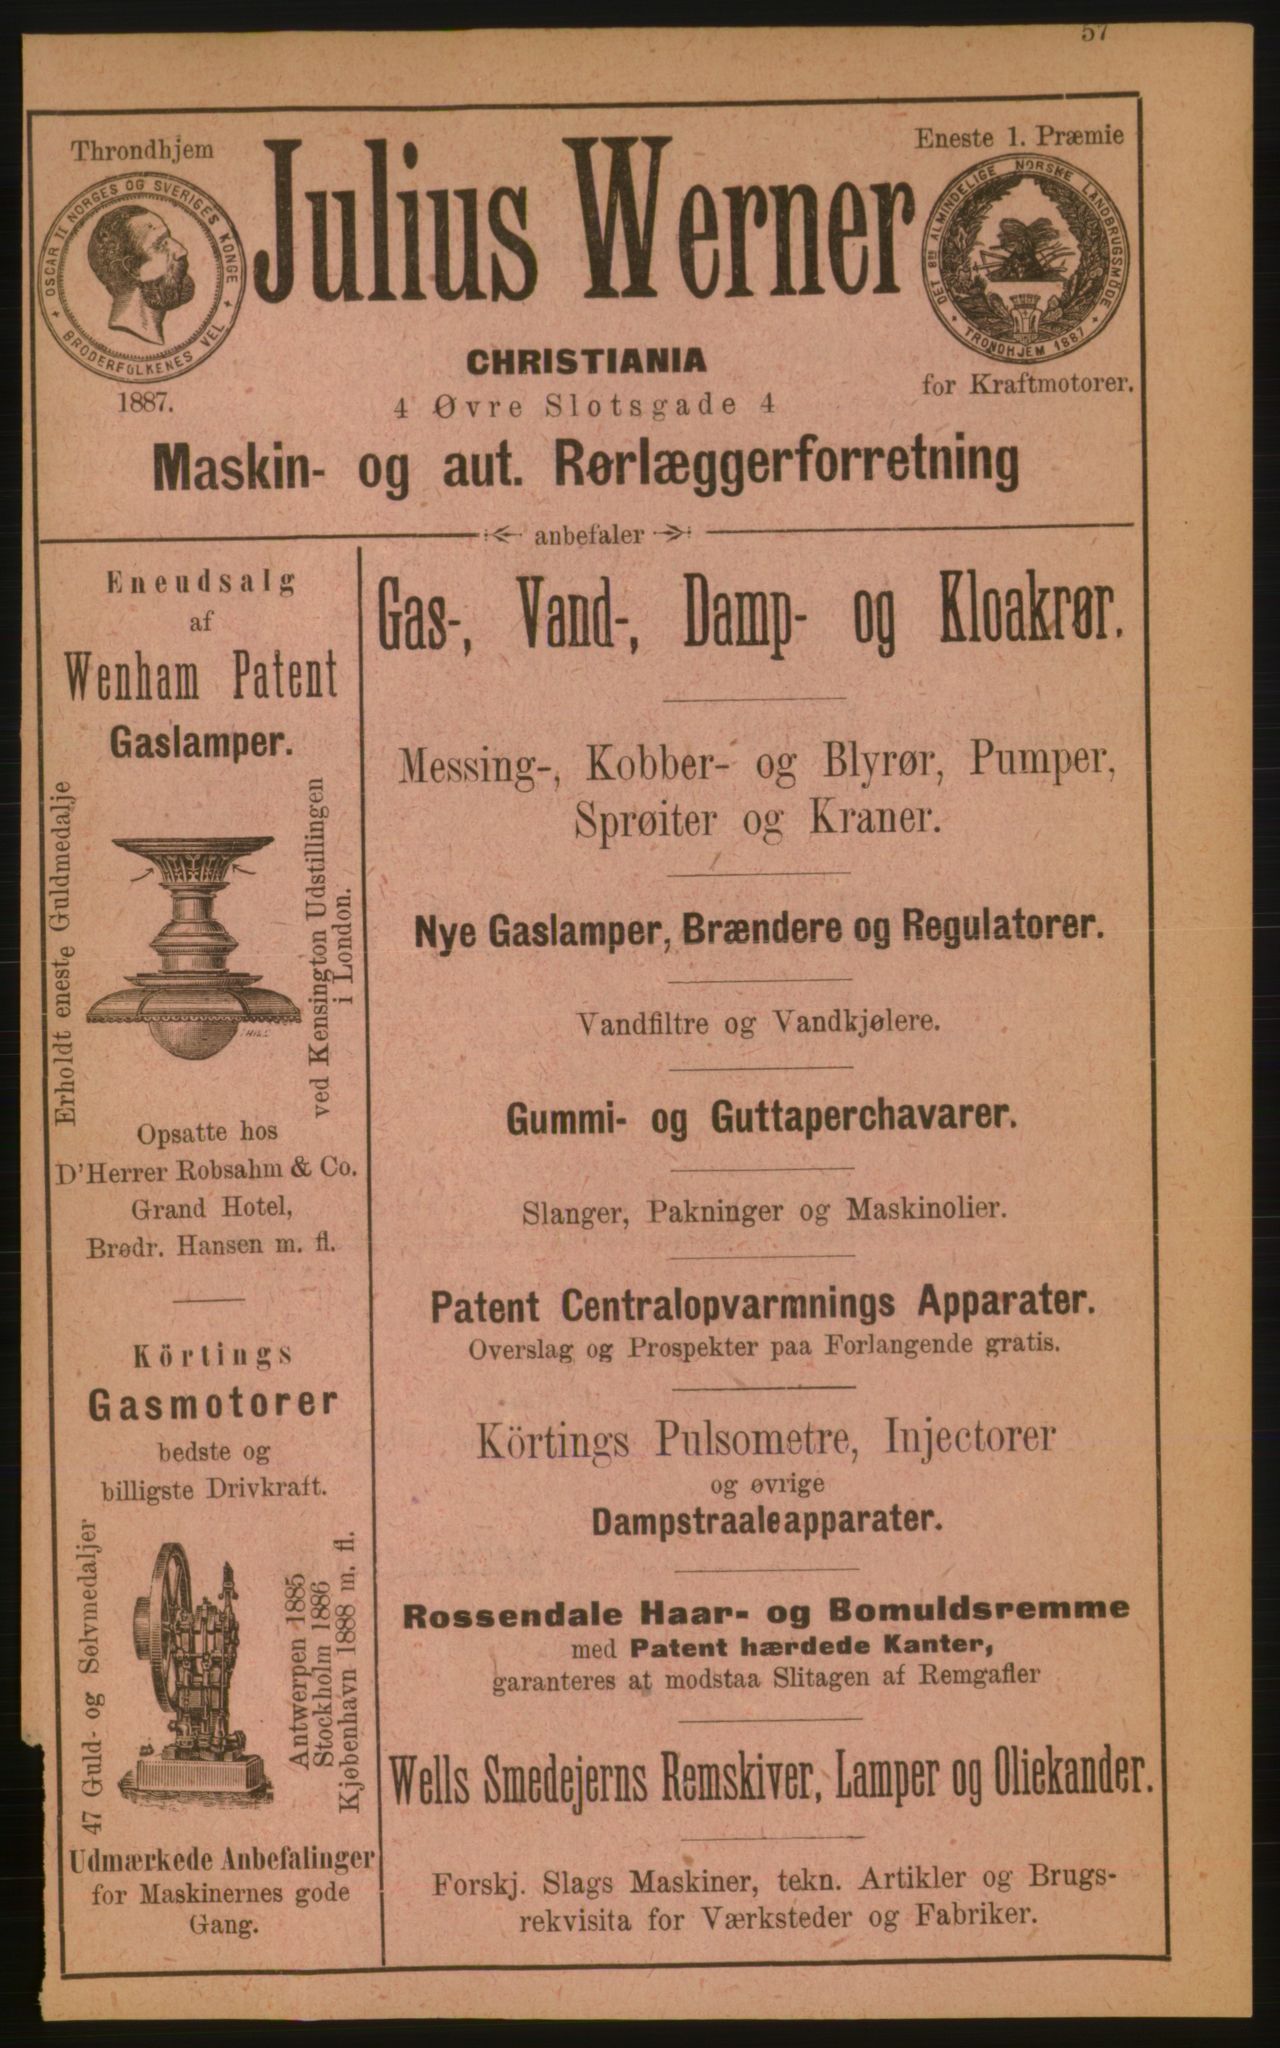 57
Throndhjem
OSCAR II NORGES OG SVERIGES KONGE
BRODERFOLKENES VEL
1887.
Julius Werner
Eneste 1. Præmie
DET 8DE ALMINDELIGE NORSKE LANDBRUGSMØDE
TRONDHJEM 1887
for Kraftmotorer.
CHRISTIANIA
4 Øvre Slotsgade 4
Maskin- og aut. Rørlæggerforretning
anbefaler
Eneudsalg
af
Wenham Patent
Gaslamper.
Erholdt eneste Guldmedalje
ved Kensington Udstillingen
i London.
Opsatte hos
D'Herrer Robsahm & Co.
Grand Hotel,
Brødr. Hansen m. fl.
Körtings
Gasmotorer
bedste og
billigste Drivkraft.
47 Guld- og Sølvmedaljer
Antwerpen 1885
Stockholm 1886
Kjøbenhavn 1888 m. fl.
Udmærkede Anbefalinger
for Maskinernes gode
Gang.
Gas-, Vand-, Damp- og Kloakrør.
Messing-, Kobber- og Blyrør, Pumper,
Sprøiter og Kraner.
Nye Gaslamper, Brændere og Regulatorer.
Vandfiltre og Vandkjølere.
Gummi- og Guttaperchavarer.
Slanger, Pakninger og Maskinolier.
Patent Centralopvarmnings Apparater.
Overslag og Prospekter paa Forlangende gratis.
Körtings Pulsometre, Injectorer
og øvrige
Dampstraaleapparater.
Rossendale Haar- og Bomuldsremme
med Patent hærdede Kanter,
garanteres at modstaa Slitagen af Remgafler
Wells Smedejerns Remskiver, Lamper og Oliekander.
Forskj. Slags Maskiner, tekn. Artikler og Brugs-
rekvisita for Værksteder og Fabriker.